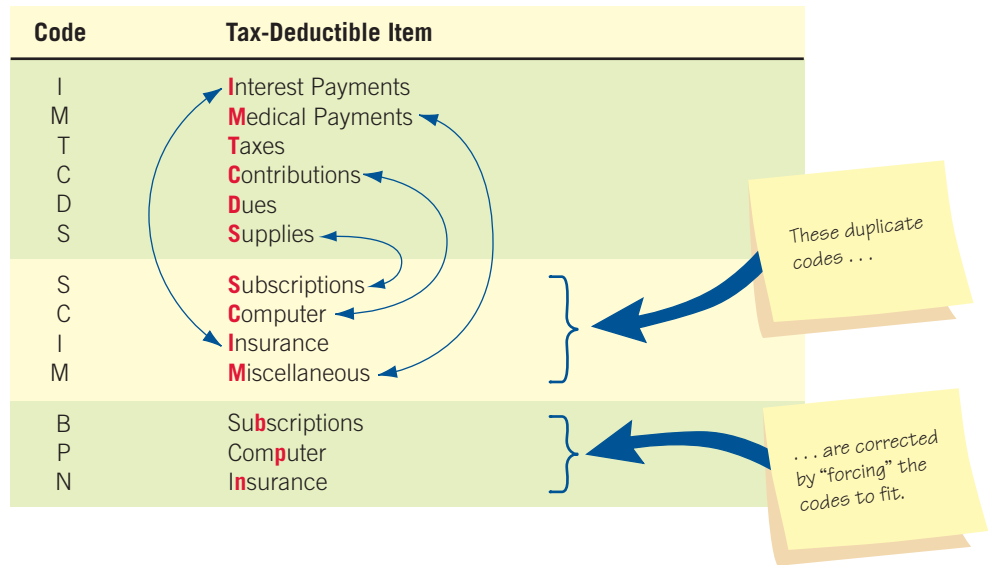 Code Tax-Deductible Item
I Interest Payments
M Medical Payments
T Taxes
C Contributions
D Dues
S Supplies
S Subscriptions
C Computer
I Insurance
M Miscellaneous
B Subscriptions
P Computer
N Insurance
These duplicate
codes . . .
. . . are corrected
by “forcing” the
codes to fit.